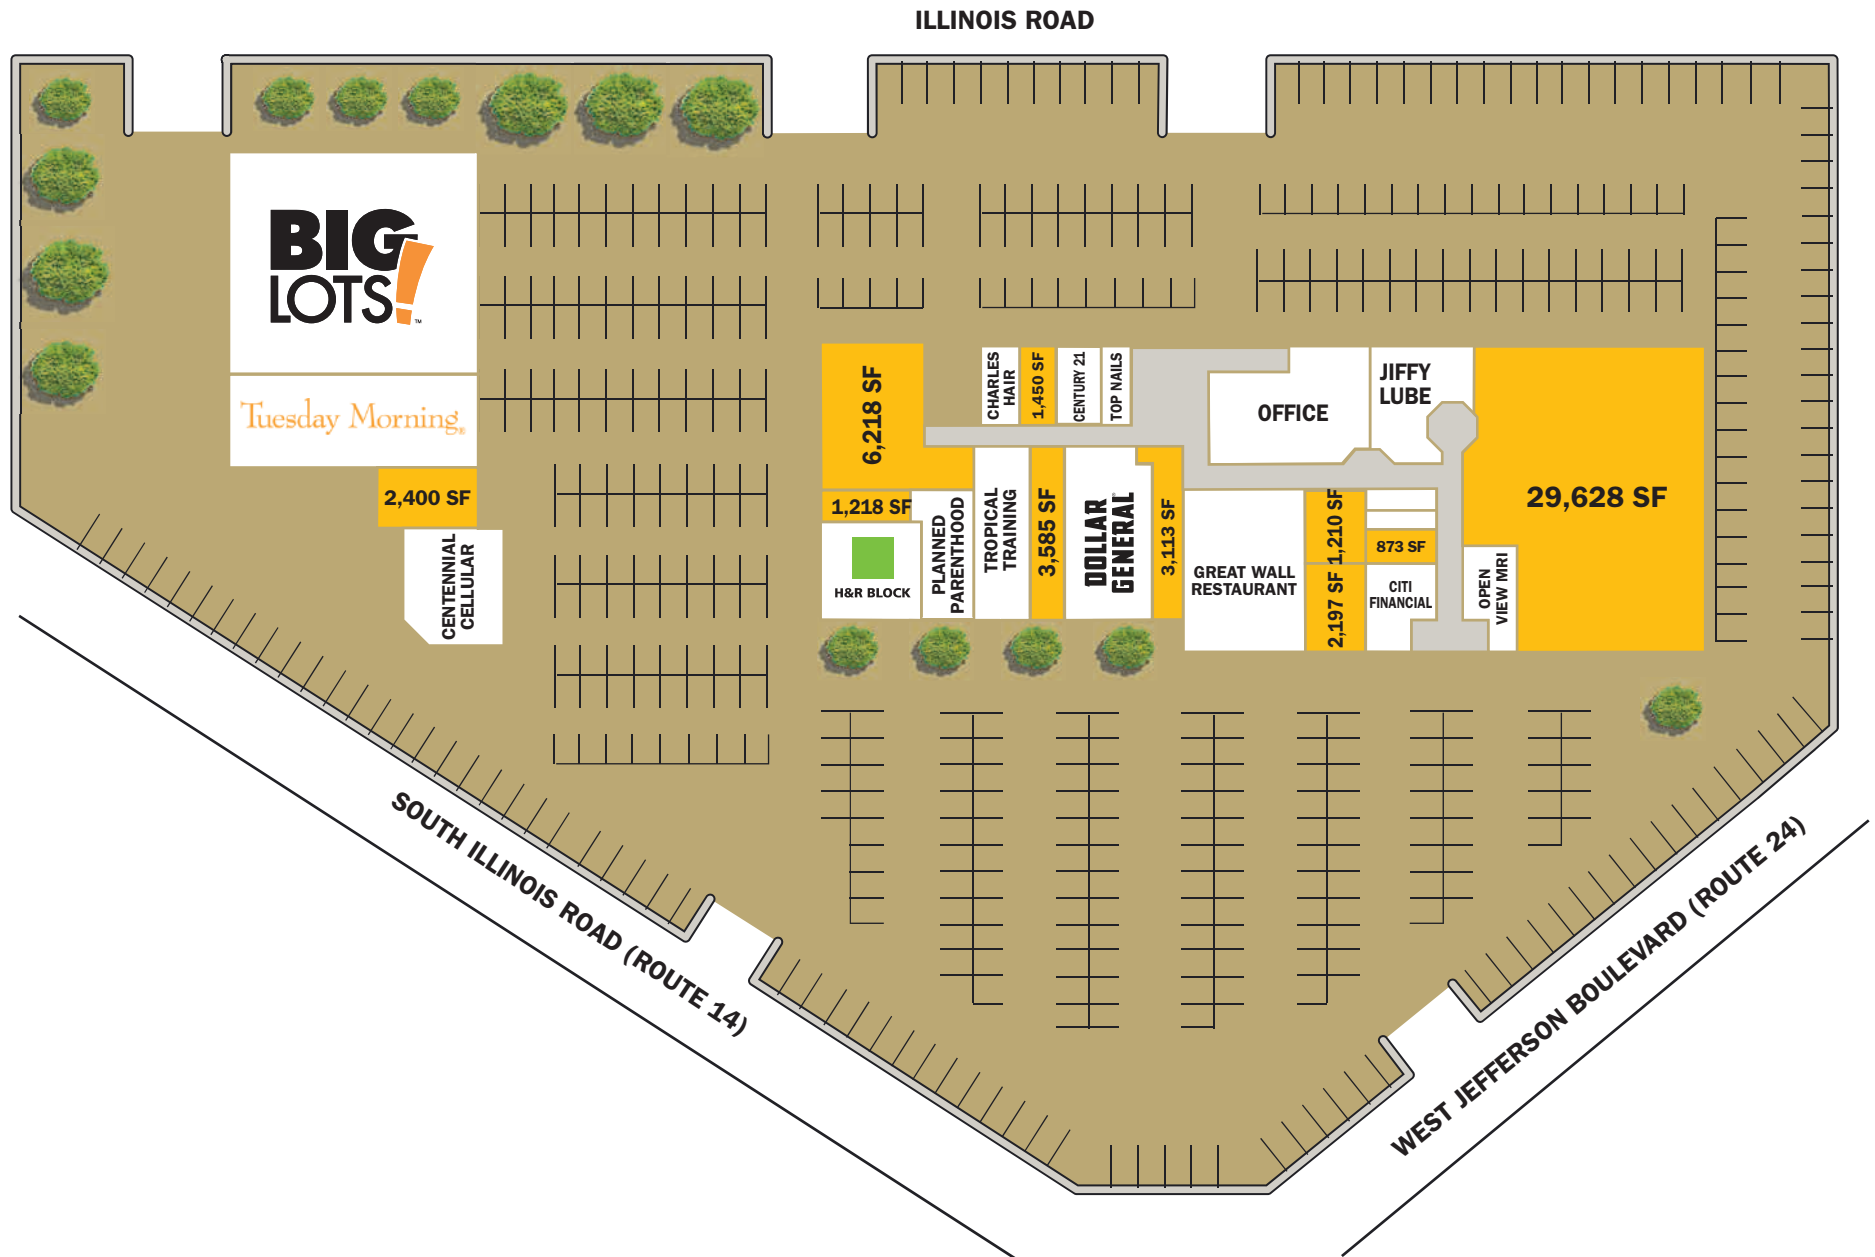 ILLINOIS ROAD
BIG
LOTS!
™
Tuesday Morning®
2,400 SF
CENTENNIAL
CELLULAR
6,218 SF
1,218 SF
H&R BLOCK
PLANNED
PARENTHOOD
CHARLES
HAIR
1,450 SF
CENTURY 21
TOP NAILS
TROPICAL
TRAINING
3,585 SF
DOLLAR
GENERAL
3,113 SF
OFFICE
JIFFY
LUBE
29,628 SF
GREAT WALL
RESTAURANT
1,210 SF
2,197 SF
873 SF
CITI
FINANCIAL
OPEN
VIEW MRI
SOUTH ILLINOIS ROAD (ROUTE 14)
WEST JEFFERSON BOULEVARD (ROUTE 24)